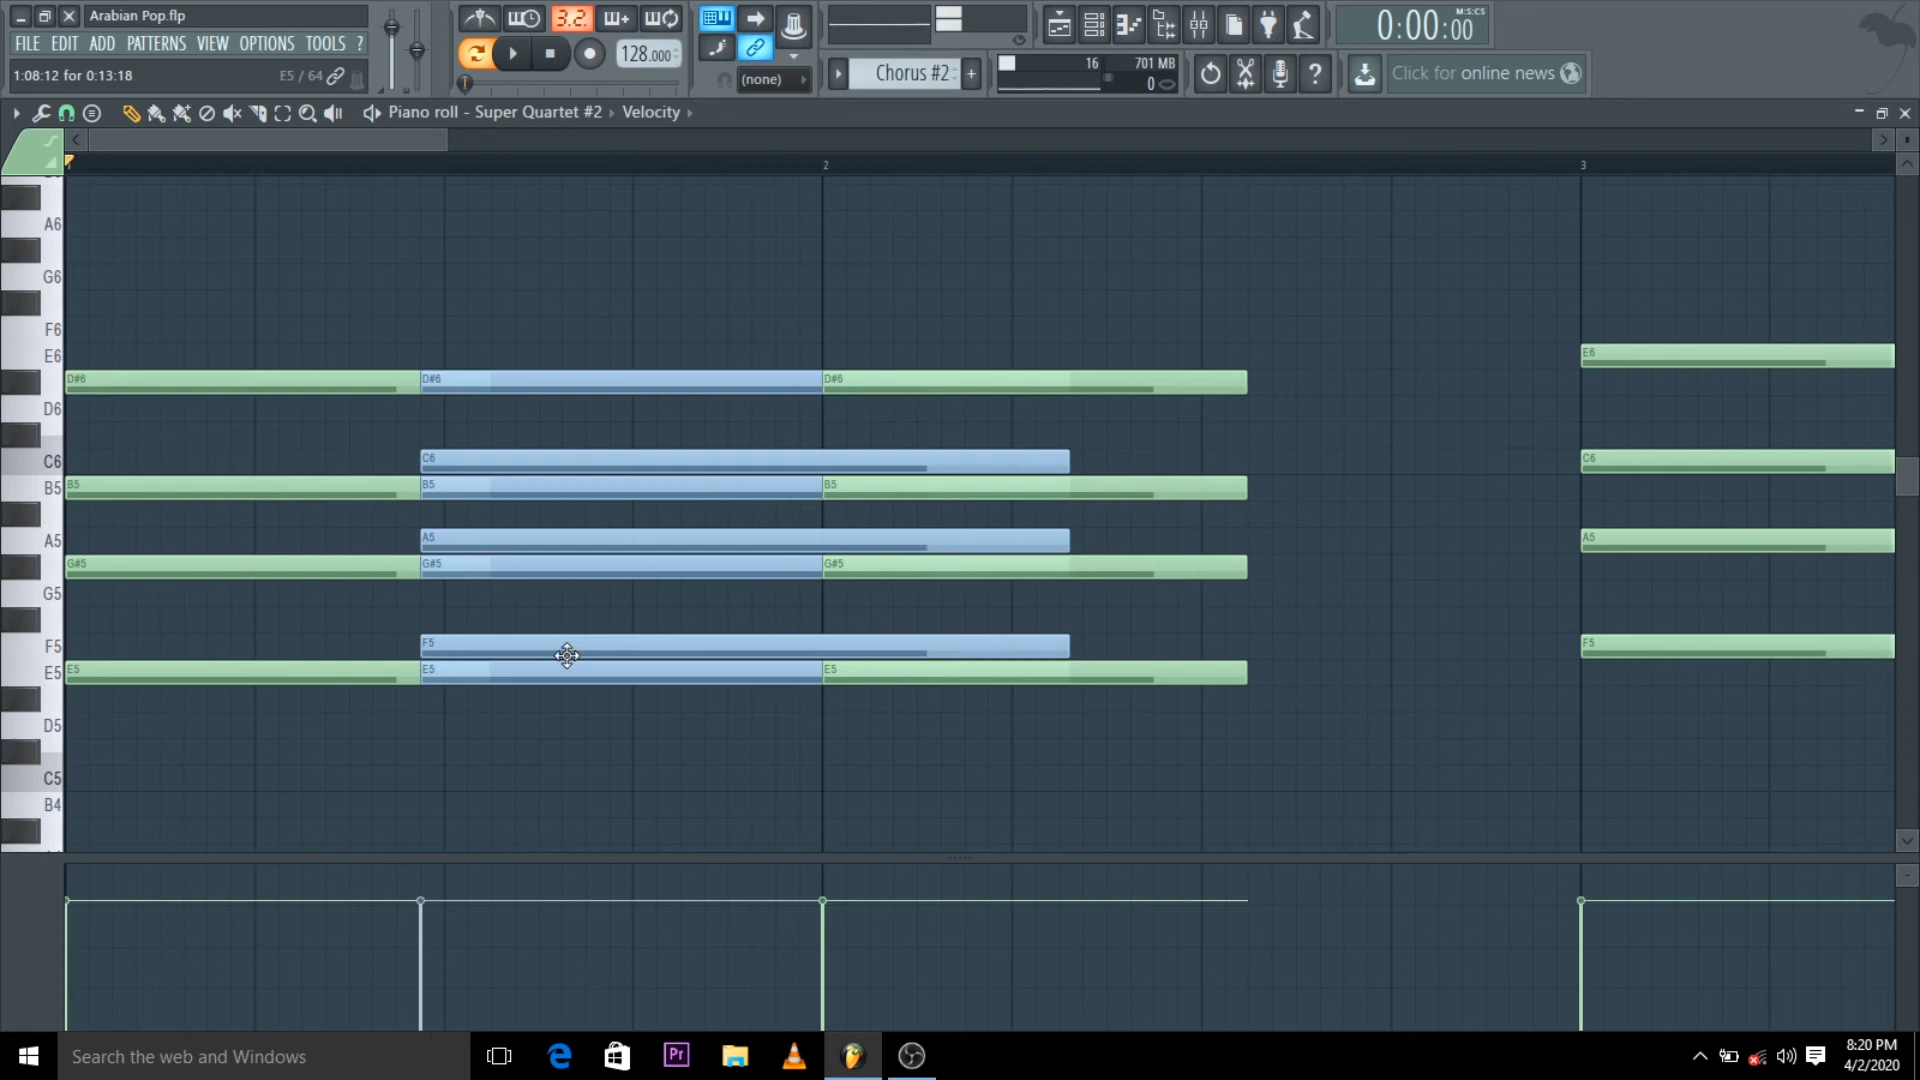 Arabian Pop.flp
FILE EDIT ADD PATTERNS VIEW OPTIONS TOOLS ?
1:08:12 for 0:13:18 E5 / 64
3.2.
128.000
(none)
Chorus #2 +
16 701 MB
0
0:00:00 M:S:CS
?
Click for online news
Piano roll - Super Quartet #2 Velocity
2 3
A6
G6
F6
E6 E6
D#6 D#6 D#6
D6
C6 C6 C6
B5 B5 B5 B5
A5 A5 A5
G#5 G#5 G#5
G5
F5 F5 F5
E5 E5 E5 E5
D5
C5
B4
Search the web and Windows
Pr
8:20 PM
4/2/2020